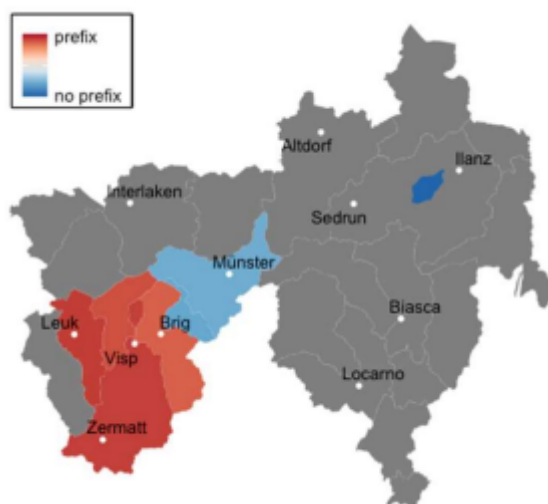 prefix
no prefix
Altdorf
Ilanz
Interlaken
Sedrun
Münster
Biasca
Leuk
Brig
Visp
Locarno
Zermatt